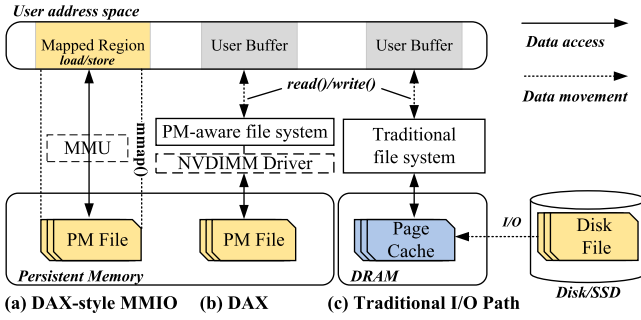 User address space
Mapped Region
load/store
User Buffer
User Buffer
Data access
read()/write()
Data movement
MMU
mmap()
PM-aware file system
NVDIMM Driver
Traditional
file system
PM File
PM File
Page
Cache
I/O
Disk
File
Persistent Memory
DRAM
Disk/SSD
(a) DAX-style MMIO
(b) DAX
(c) Traditional I/O Path